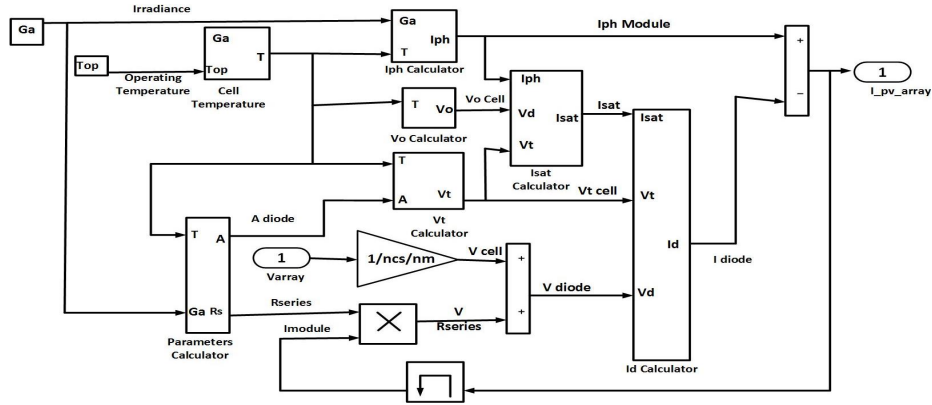 Irradiance
Ga
Ga
Iph
T
Iph Calculator
Iph Module
+
−
1
I_pv_array
Top
Operating
Temperature
Ga
Top
T
Cell
Temperature
T
Vo
Vo Calculator
Vo Cell
Iph
Vd
Vt
Isat
Isat
Calculator
Isat
Isat
Vt
Vd
Id
Id Calculator
T
A
Vt
Vt
Calculator
Vt cell
A diode
T
A
Ga
Rs
Parameters
Calculator
1
Varray
1/ncs/nm
V cell
+
+
V diode
I diode
Rseries
V
Rseries
Imodule